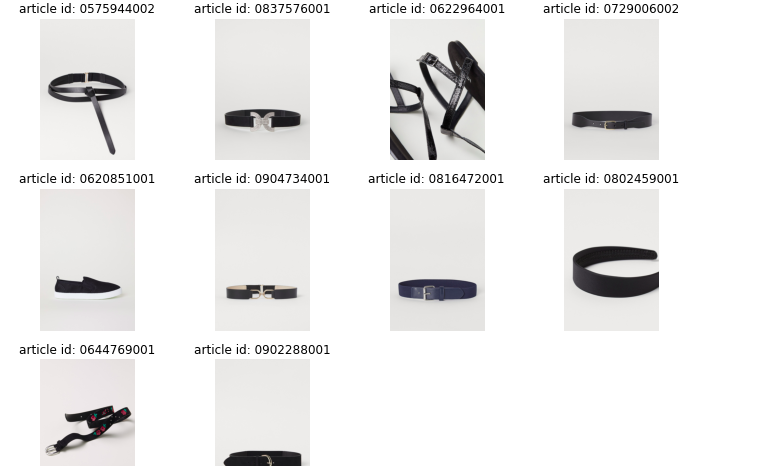 article id: 0575944002
article id: 0837576001
article id: 0622964001
article id: 0729006002
article id: 0620851001
article id: 0904734001
article id: 0816472001
article id: 0802459001
article id: 0644769001
article id: 0902288001